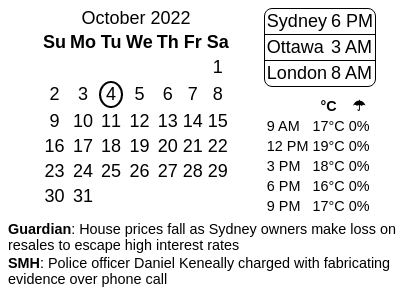 October 2022
Su Mo Tu We Th Fr Sa
1
2 3 4 5 6 7 8
9 10 11 12 13 14 15
16 17 18 19 20 21 22
23 24 25 26 27 28 29
30 31
Sydney 6 PM
Ottawa 3 AM
London 8 AM
°C ☂
9 AM 17°C 0%
12 PM 19°C 0%
3 PM 18°C 0%
6 PM 16°C 0%
9 PM 17°C 0%
Guardian: House prices fall as Sydney owners make loss on
resales to escape high interest rates
SMH: Police officer Daniel Keneally charged with fabricating
evidence over phone call